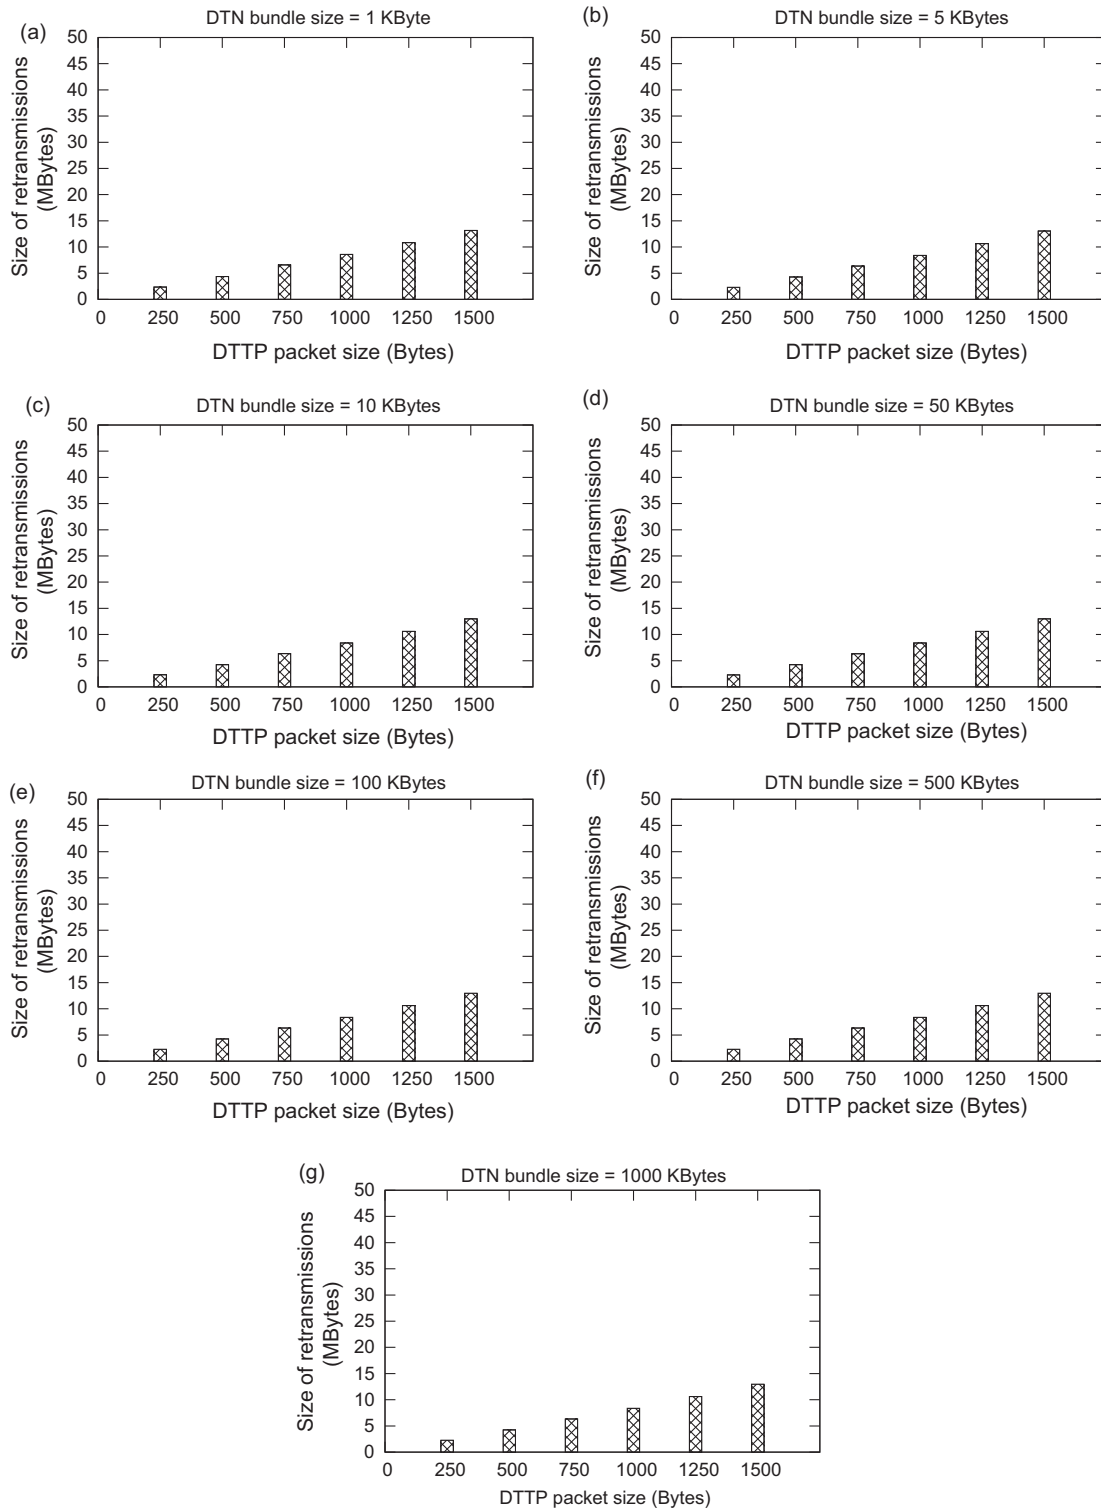 (a)
DTN bundle size = 1 KByte
50
45
40
35
30
25
20
15
10
5
0
Size of retransmissions
(MBytes)
0 250 500 750 1000 1250 1500
DTTP packet size (Bytes)
(b)
DTN bundle size = 5 KBytes
50
45
40
35
30
25
20
15
10
5
0
Size of retransmissions
(MBytes)
0 250 500 750 1000 1250 1500
DTTP packet size (Bytes)
(c)
DTN bundle size = 10 KBytes
50
45
40
35
30
25
20
15
10
5
0
Size of retransmissions
(MBytes)
0 250 500 750 1000 1250 1500
DTTP packet size (Bytes)
(d)
DTN bundle size = 50 KBytes
50
45
40
35
30
25
20
15
10
5
0
Size of retransmissions
(MBytes)
0 250 500 750 1000 1250 1500
DTTP packet size (Bytes)
(e)
DTN bundle size = 100 KBytes
50
45
40
35
30
25
20
15
10
5
0
Size of retransmissions
(MBytes)
0 250 500 750 1000 1250 1500
DTTP packet size (Bytes)
(f)
DTN bundle size = 500 KBytes
50
45
40
35
30
25
20
15
10
5
0
Size of retransmissions
(MBytes)
0 250 500 750 1000 1250 1500
DTTP packet size (Bytes)
(g)
DTN bundle size = 1000 KBytes
50
45
40
35
30
25
20
15
10
5
0
Size of retransmissions
(MBytes)
0 250 500 750 1000 1250 1500
DTTP packet size (Bytes)